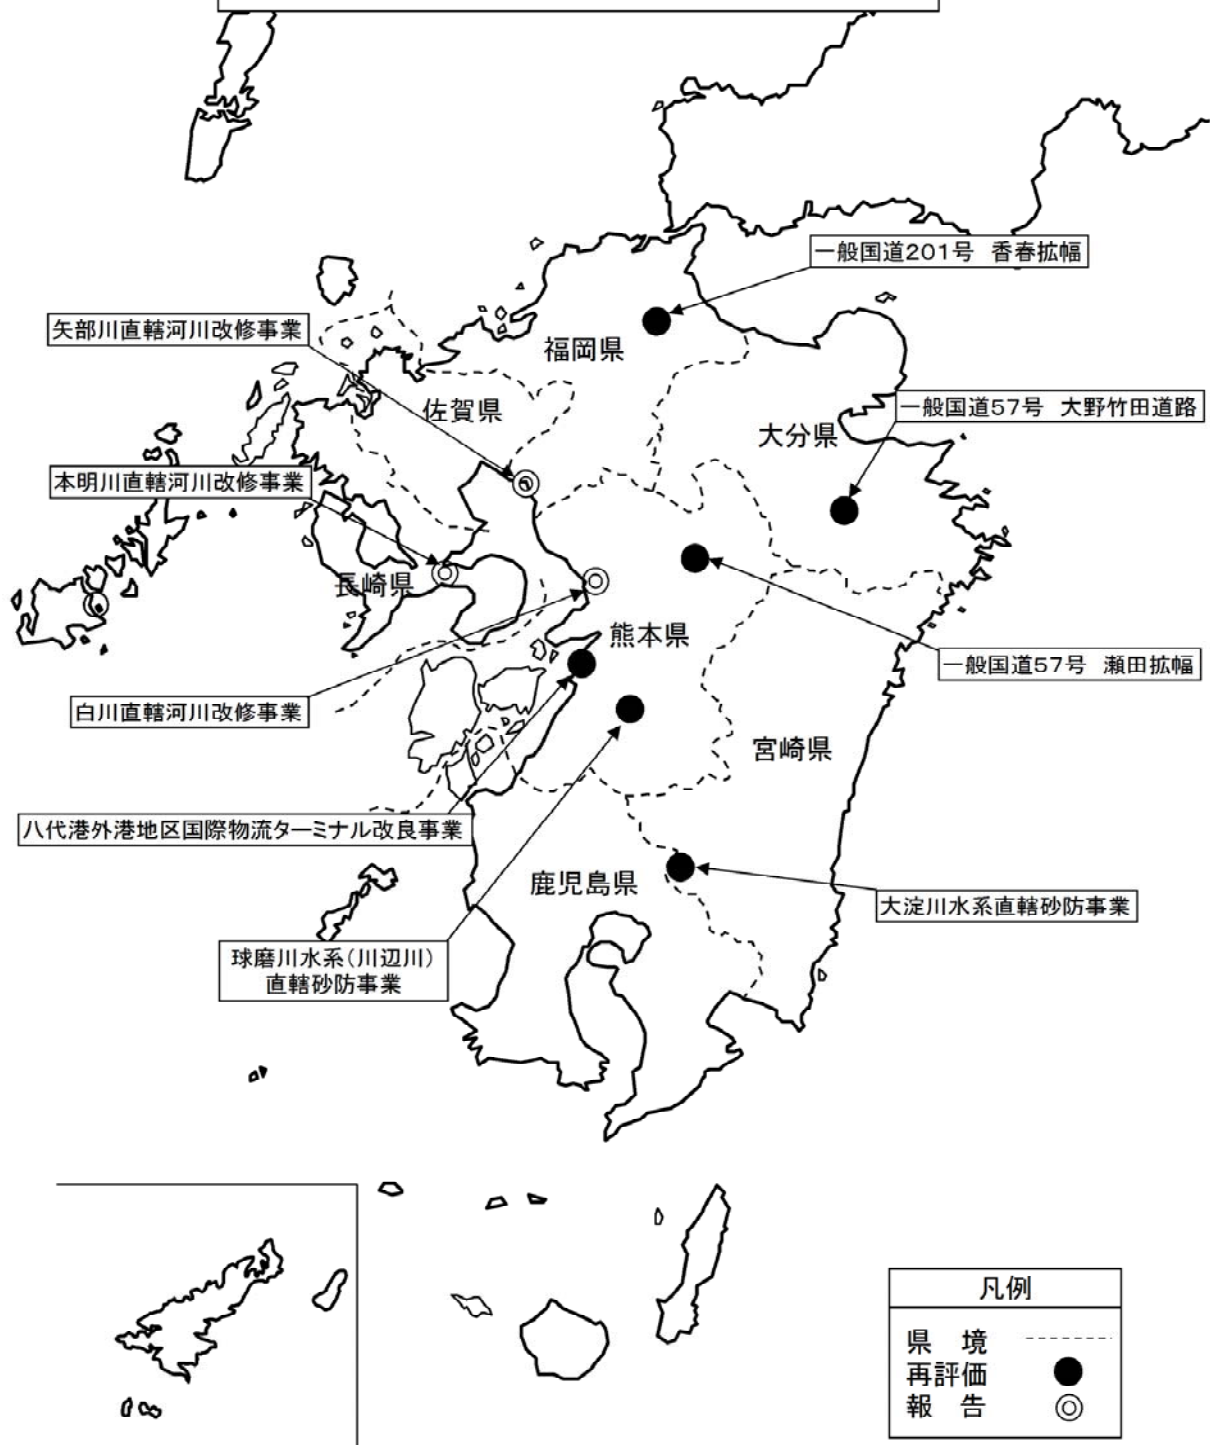 一般国道201号 香春拡幅
矢部川直轄河川改修事業
福岡県
佐賀県
一般国道57号 大野竹田道路
大分県
本明川直轄河川改修事業
長崎県
熊本県
一般国道57号 瀬田拡幅
白川直轄河川改修事業
宮崎県
八代港外港地区国際物流ターミナル改良事業
鹿児島県
大淀川水系直轄砂防事業
球磨川水系(川辺川)
直轄砂防事業
凡例
県 境
再評価
報 告